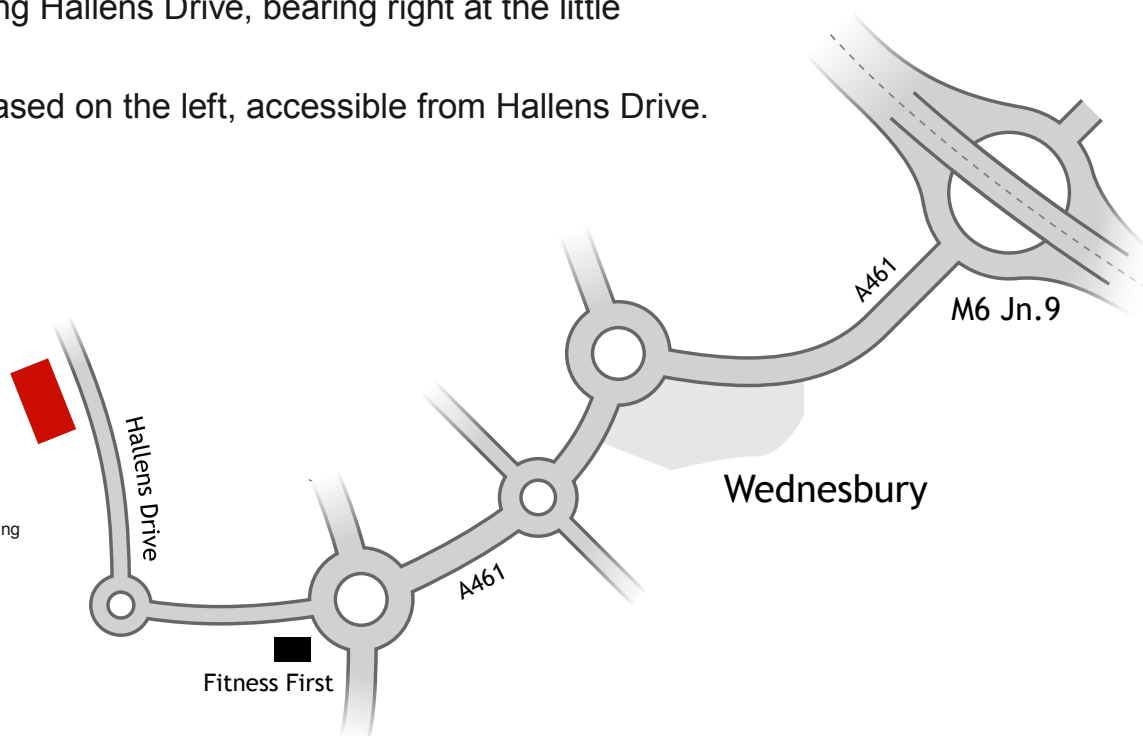 ng Hallens Drive, bearing right at the little
ased on the left, accessible from Hallens Drive.
A461
M6 Jn.9
Hallens Drive
Wednesbury
ing
A461
Fitness First